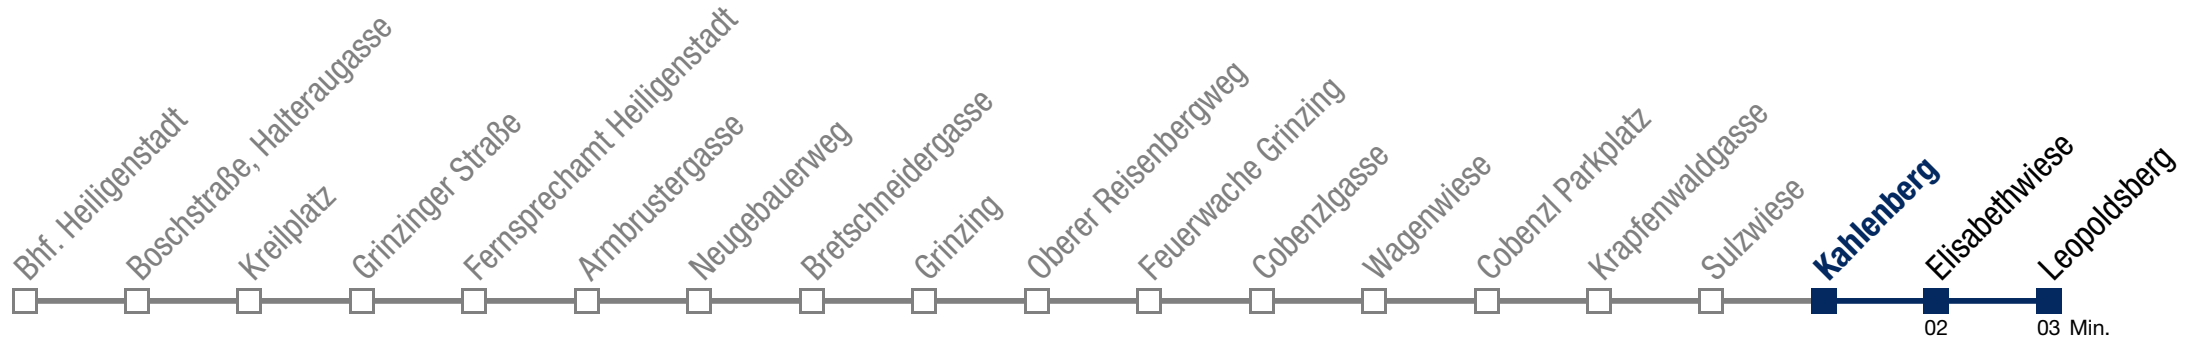 Bhf. Heiligenstadt
Boschstraße, Halteraugasse
Kreilplatz
Grinzinger Straße
Fernsprechamt Heiligenstadt
Armbrustergasse
Neugebauerweg
Bretschneidergasse
Grinzing
Oberer Reisenbergweg
Feuerwache Grinzing
Cobenzlgasse
Wagenwiese
Cobenzl Parkplatz
Krapfenwaldgasse
Sulzwiese
Kahlenberg
Elisabethwiese
Leopoldsberg
02
03 Min.